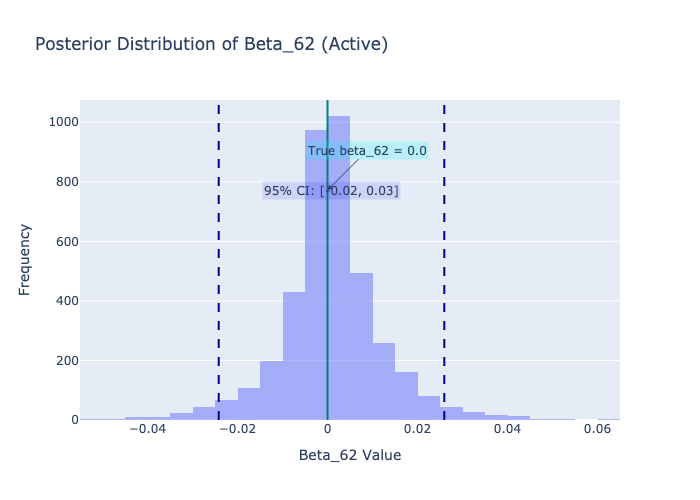 Posterior Distribution of Beta_62 (Active)
1000
True beta_62 = 0.0
800
95% CI: [-0.02, 0.03]
600
Frequency
400
200
0
−0.04
−0.02
0
0.02
0.04
0.06
Beta_62 Value